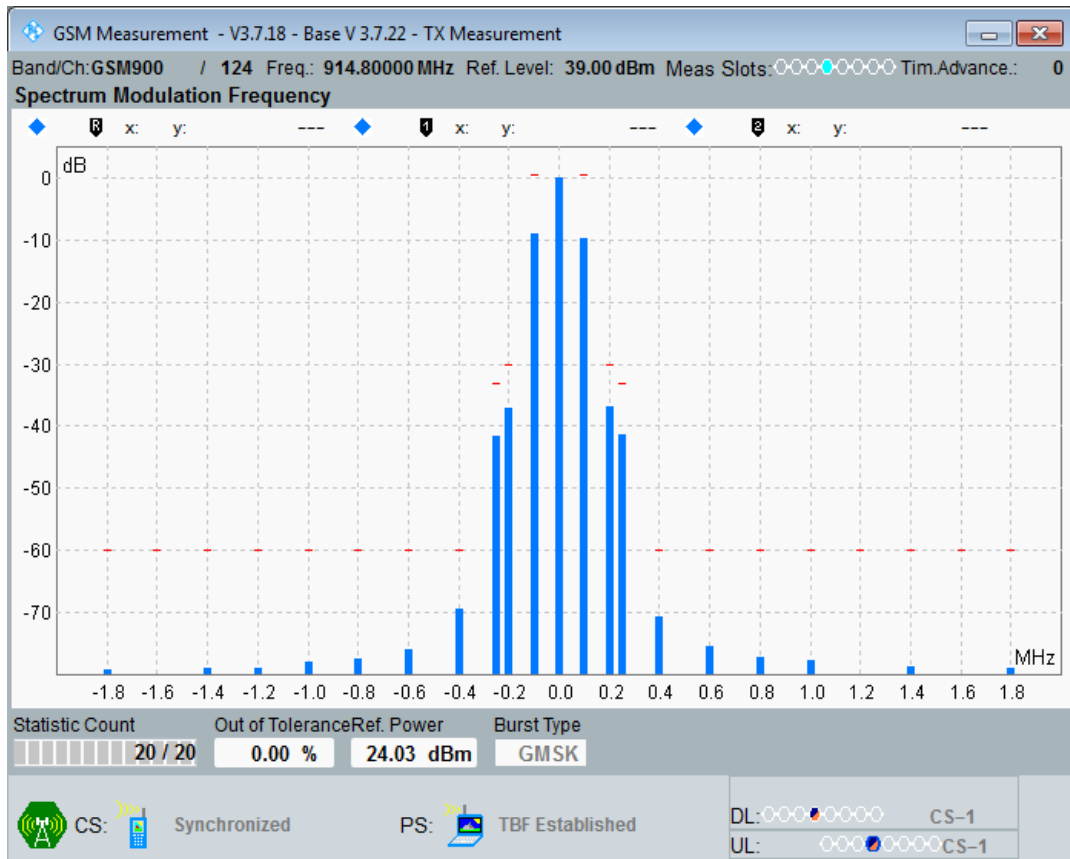 GSM Measurement - V3.7.18 - Base V 3.7.22 - TX Measurement
Band/Ch: GSM900 / 124 Freq.: 914.80000 MHz Ref. Level: 39.00 dBm Meas Slots: Tim.Advance.: 0
Spectrum Modulation Frequency
R x: y: --- 1 x: y: --- 2 x: y: ---
dB
0
-10
-20
-30
-40
-50
-60
-70
MHz
-1.8 -1.6 -1.4 -1.2 -1.0 -0.8 -0.6 -0.4 -0.2 0.0 0.2 0.4 0.6 0.8 1.0 1.2 1.4 1.6 1.8
Statistic Count Out of Tolerance Ref. Power Burst Type
20 / 20 0.00 % 24.03 dBm GMSK
CS: Synchronized PS: TBF Established
DL: CS-1
UL: CS-1